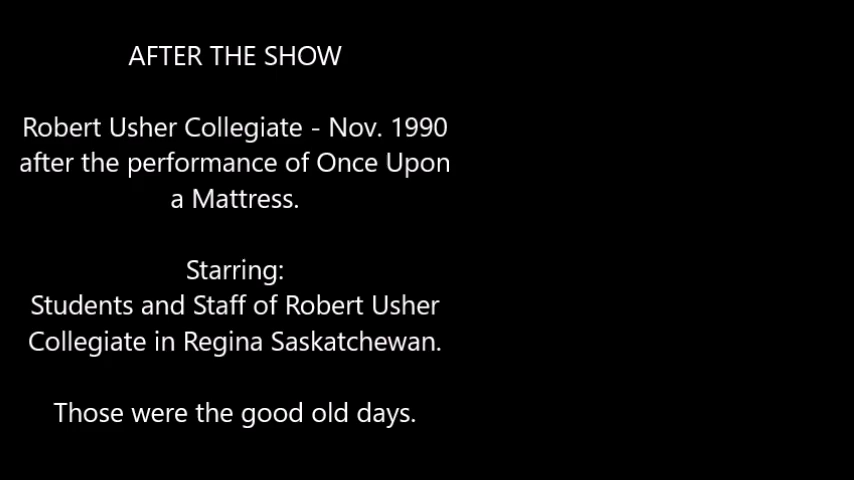 AFTER THE SHOW
Robert Usher Collegiate - Nov. 1990
after the performance of Once Upon
a Mattress.
Starring:
Students and Staff of Robert Usher
Collegiate in Regina Saskatchewan.
Those were the good old days.